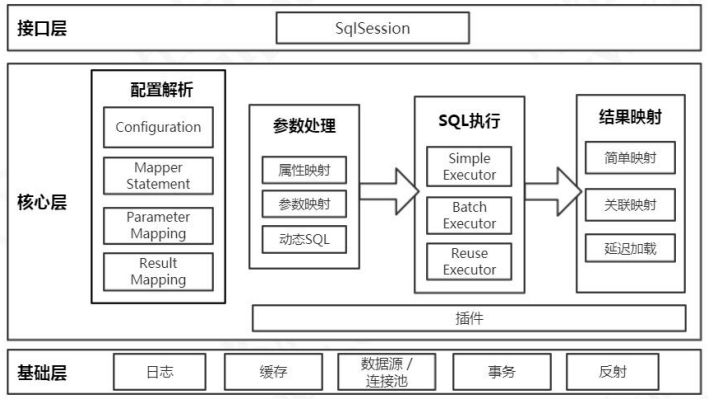 接口层
SqlSession
核心层
配置解析
Configuration
Mapper
Statement
Parameter
Mapping
Result
Mapping
参数处理
属性映射
参数映射
动态SQL
SQL执行
Simple
Executor
Batch
Executor
Reuse
Executor
结果映射
简单映射
关联映射
延迟加载
插件
基础层
日志
缓存
数据源 /
连接池
事务
反射